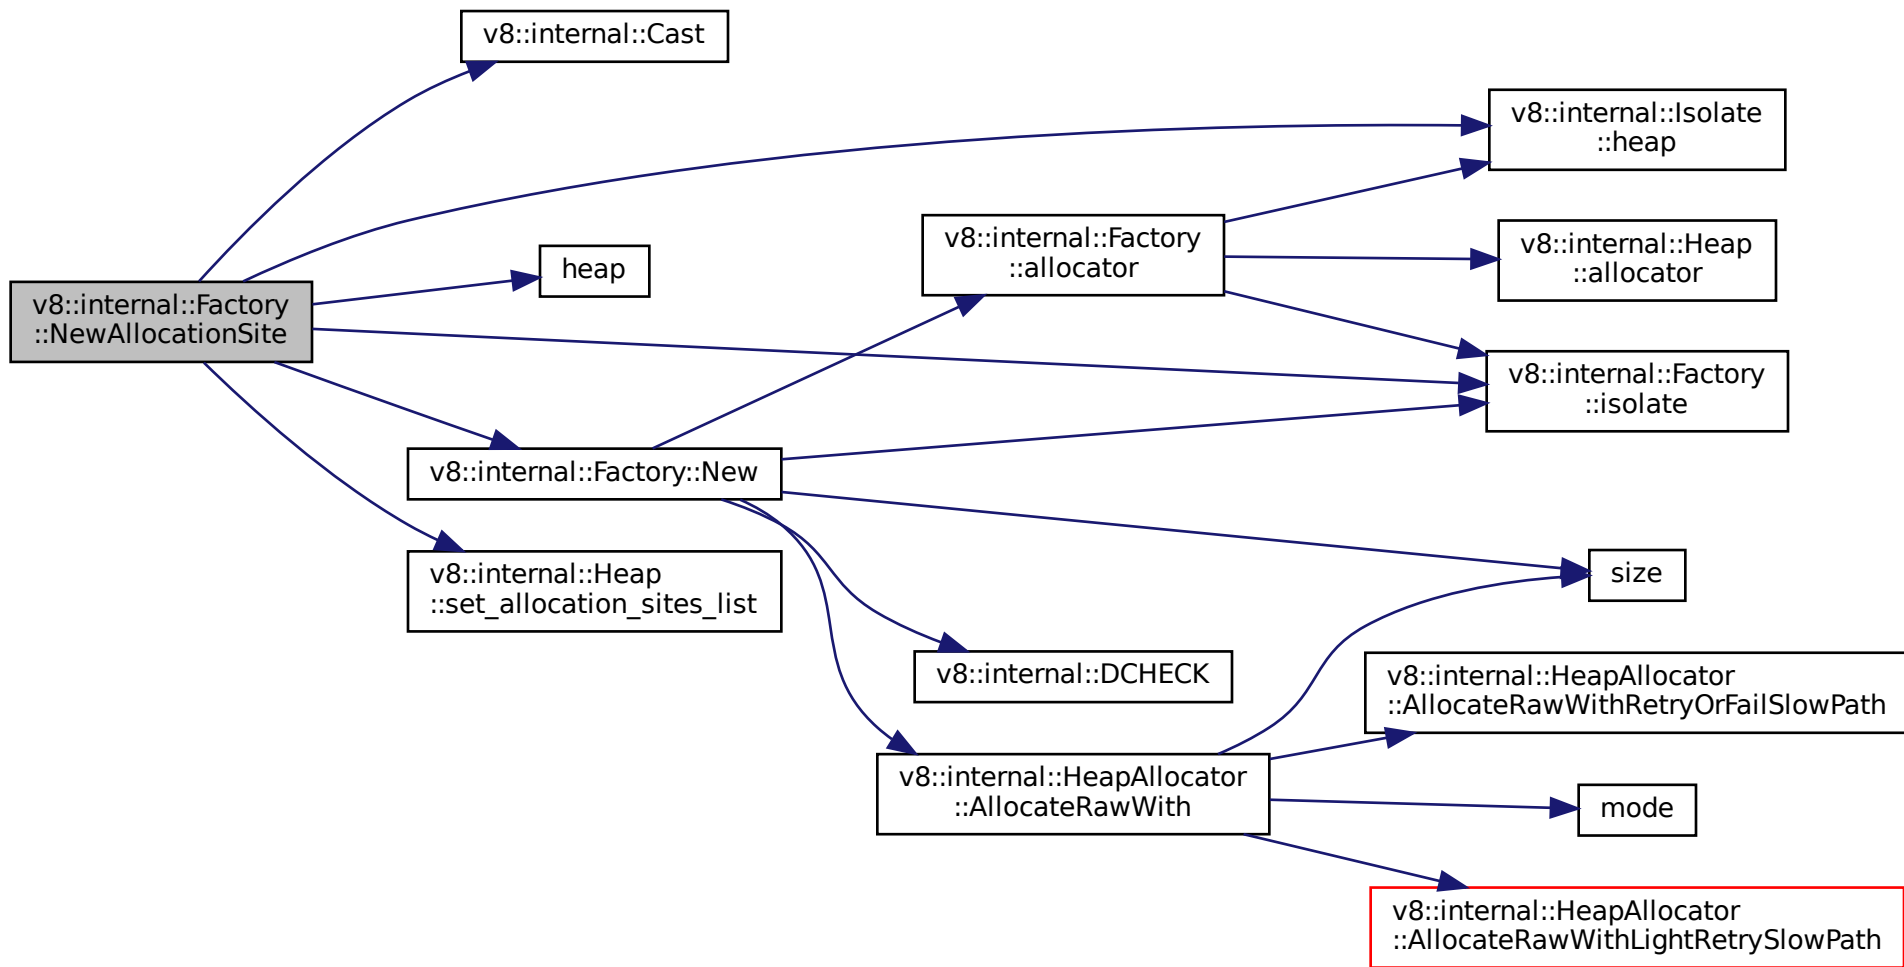 v8::internal::Cast
v8::internal::Isolate
::heap
v8::internal::Factory
::allocator
v8::internal::Heap
::allocator
heap
v8::internal::Factory
::NewAllocationSite
v8::internal::Factory
::isolate
v8::internal::Factory::New
v8::internal::Heap
::set_allocation_sites_list
size
v8::internal::DCHECK
v8::internal::HeapAllocator
::AllocateRawWithRetryOrFailSlowPath
v8::internal::HeapAllocator
::AllocateRawWith
mode
v8::internal::HeapAllocator
::AllocateRawWithLightRetrySlowPath